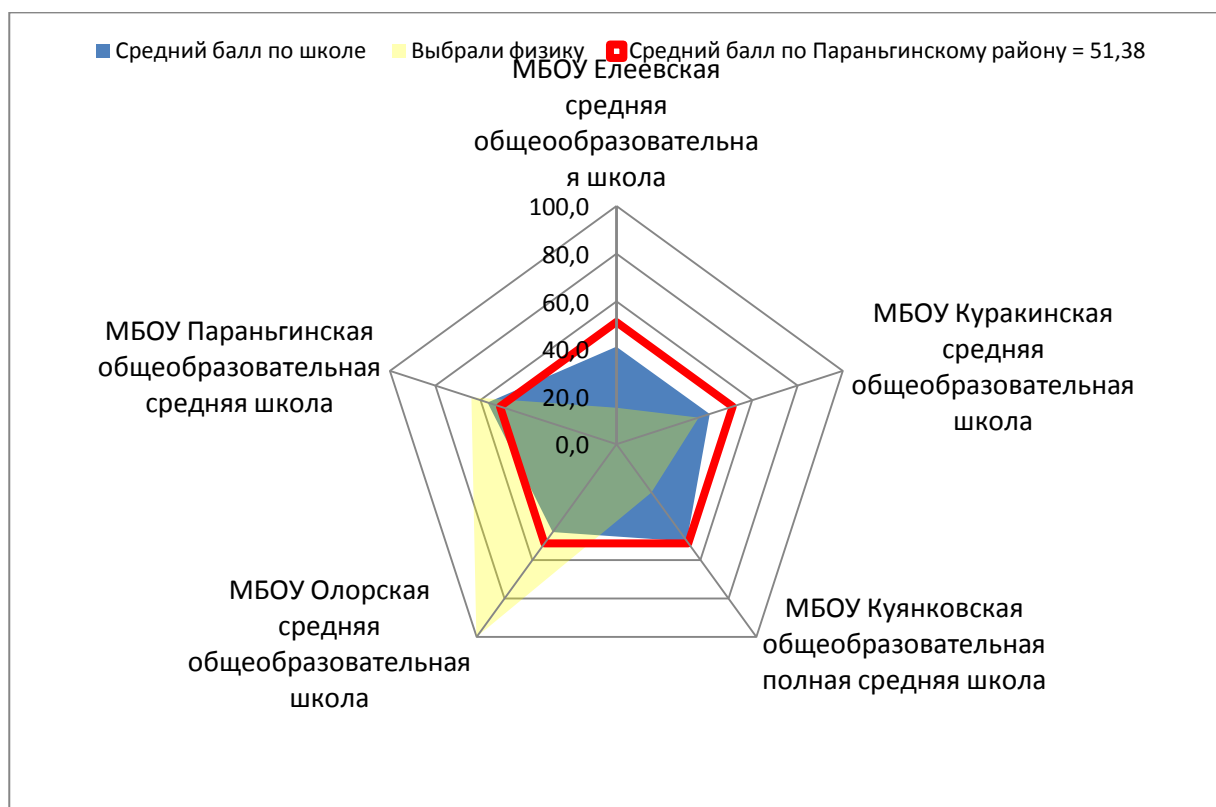 Средний балл по школе
Выбрали физику
Средний балл по Параньгинскому району = 51,38
МБОУ Елеевская
средняя
общеообразовательна
я школа
100,0
80,0
60,0
40,0
20,0
0,0
МБОУ Куракинская
средняя
общеобразовательная
школа
МБОУ Куянковская
общеобразовательная
полная средняя школа
МБОУ Олорская
средняя
общеобразовательная
школа
МБОУ Параньгинская
общеобразовательная
средняя школа